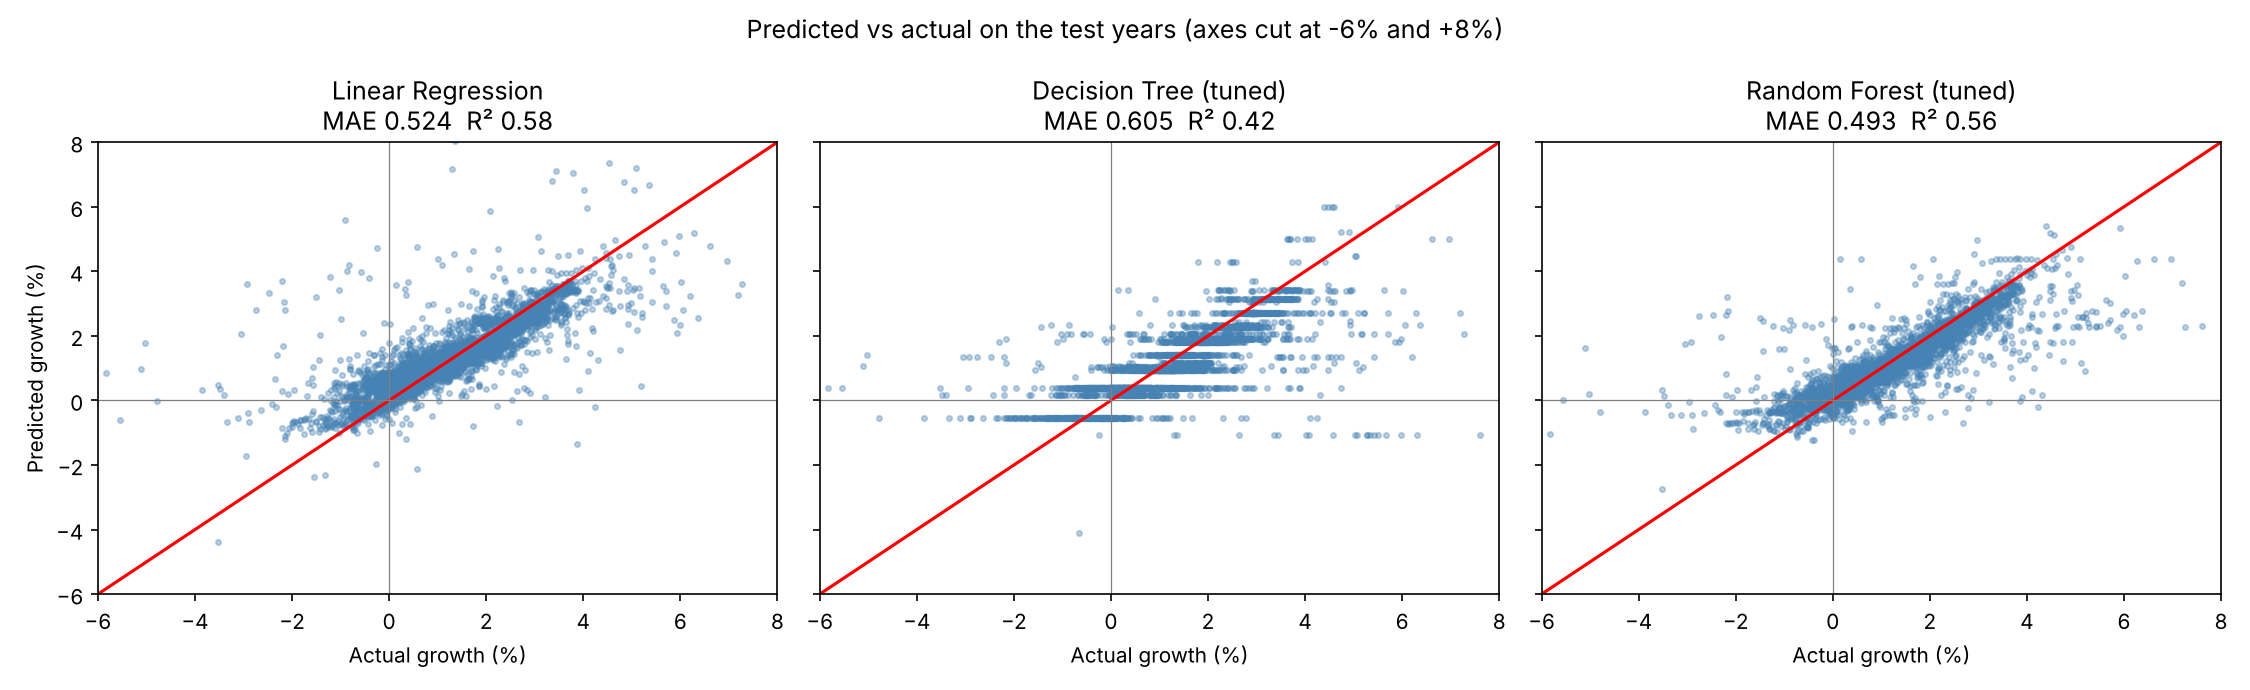 Predicted vs actual on the test years (axes cut at -6% and +8%)
Linear Regression
MAE 0.524  R² 0.58
Decision Tree (tuned)
MAE 0.605  R² 0.42
Random Forest (tuned)
MAE 0.493  R² 0.56
Predicted growth (%)
8
6
4
2
0
−2
−4
−6
−6 −4 −2 0 2 4 6 8
−6 −4 −2 0 2 4 6 8
−6 −4 −2 0 2 4 6 8
Actual growth (%)
Actual growth (%)
Actual growth (%)